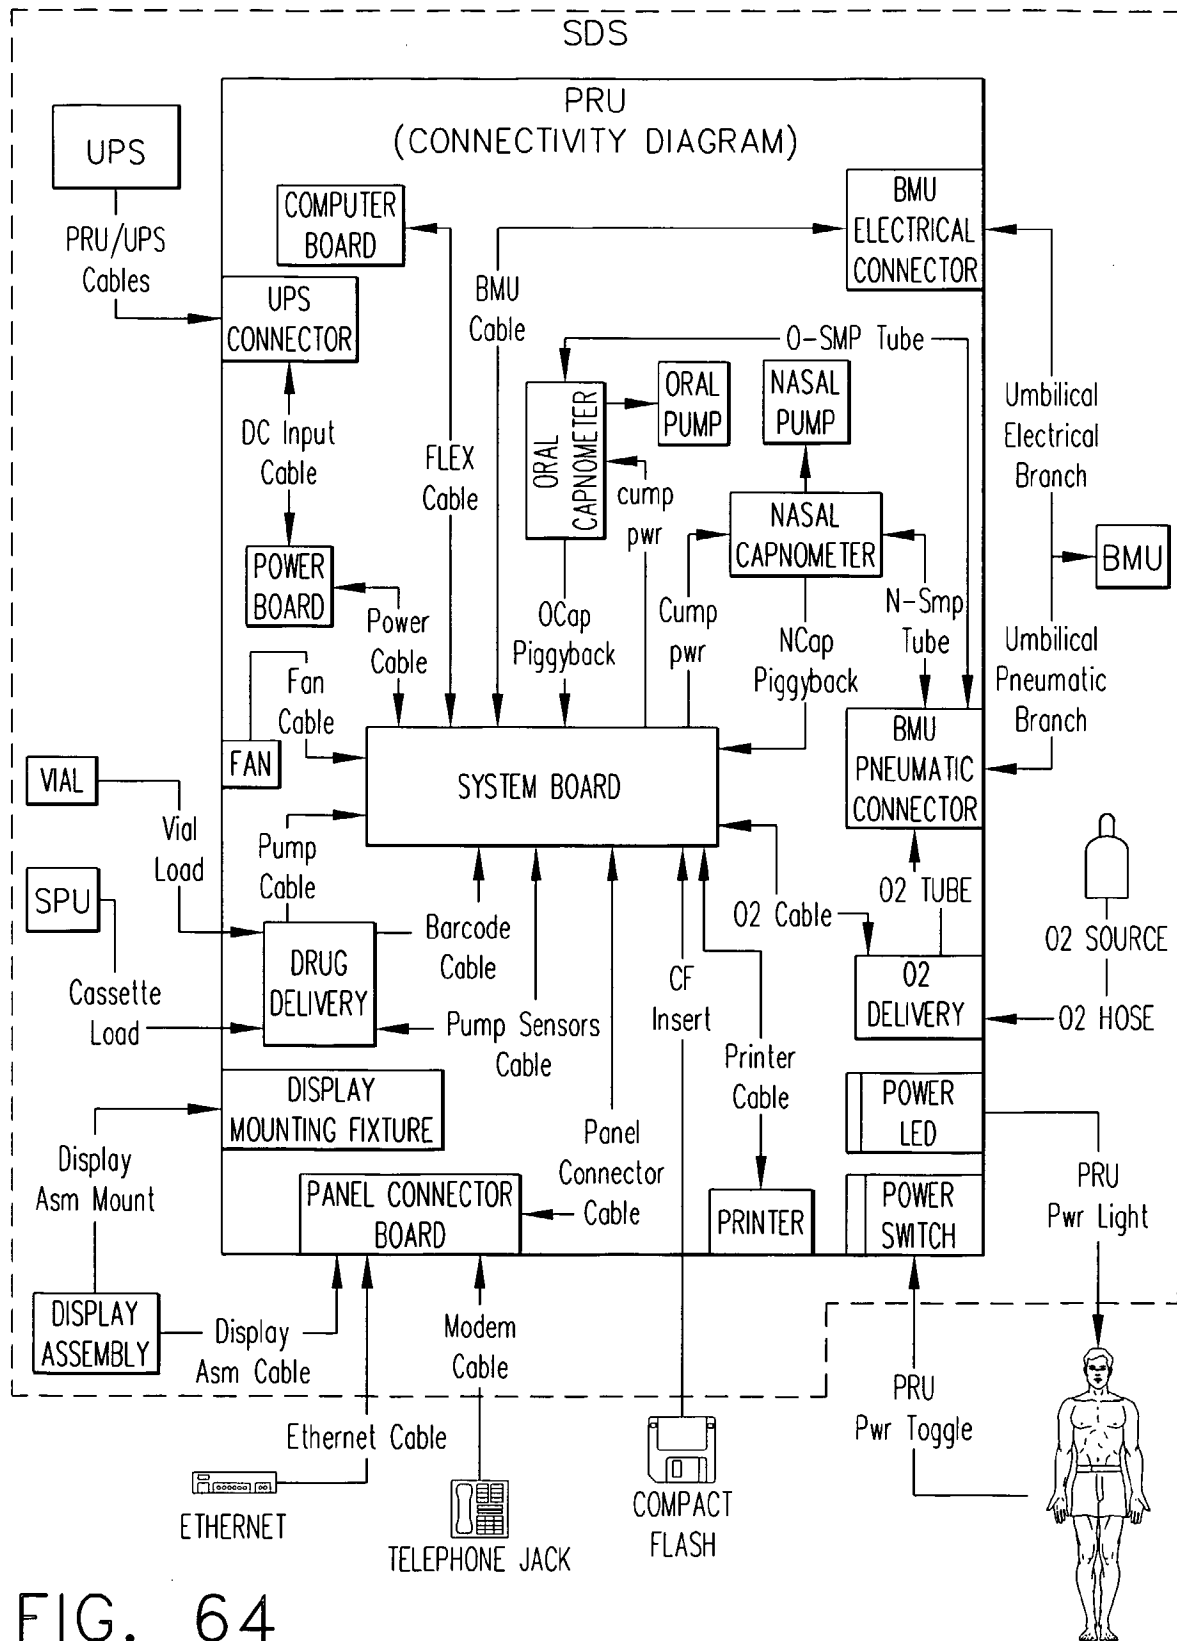 SDS
PRU
(CONNECTIVITY DIAGRAM)
UPS
PRU/UPS
Cables
COMPUTER
BOARD
BMU
ELECTRICAL
CONNECTOR
UPS
CONNECTOR
BMU
Cable
O-SMP Tube
ORAL
CAPNOMETER
ORAL
PUMP
NASAL
PUMP
Umbilical
Electrical
Branch
DC Input
Cable
FLEX
Cable
cump
pwr
NASAL
CAPNOMETER
BMU
POWER
BOARD
Power
Cable
OCap
Piggyback
Cump
pwr
NCap
Piggyback
N-Smp
Tube
Umbilical
Pneumatic
Branch
Fan
Cable
FAN
SYSTEM BOARD
BMU
PNEUMATIC
CONNECTOR
VIAL
Vial
Load
Pump
Cable
SPU
Cassette
Load
DRUG
DELIVERY
Barcode
Cable
Pump Sensors
Cable
CF
Insert
O2 Cable
O2 TUBE
O2
DELIVERY
O2 SOURCE
O2 HOSE
Printer
Cable
DISPLAY
MOUNTING FIXTURE
POWER
LED
Display
Asm Mount
Panel
Connector
Cable
PANEL CONNECTOR
BOARD
PRINTER
POWER
SWITCH
PRU
Pwr Light
DISPLAY
ASSEMBLY
Display
Asm Cable
Modem
Cable
PRU
Pwr Toggle
Ethernet Cable
ETHERNET
TELEPHONE JACK
COMPACT
FLASH
FIG. 64